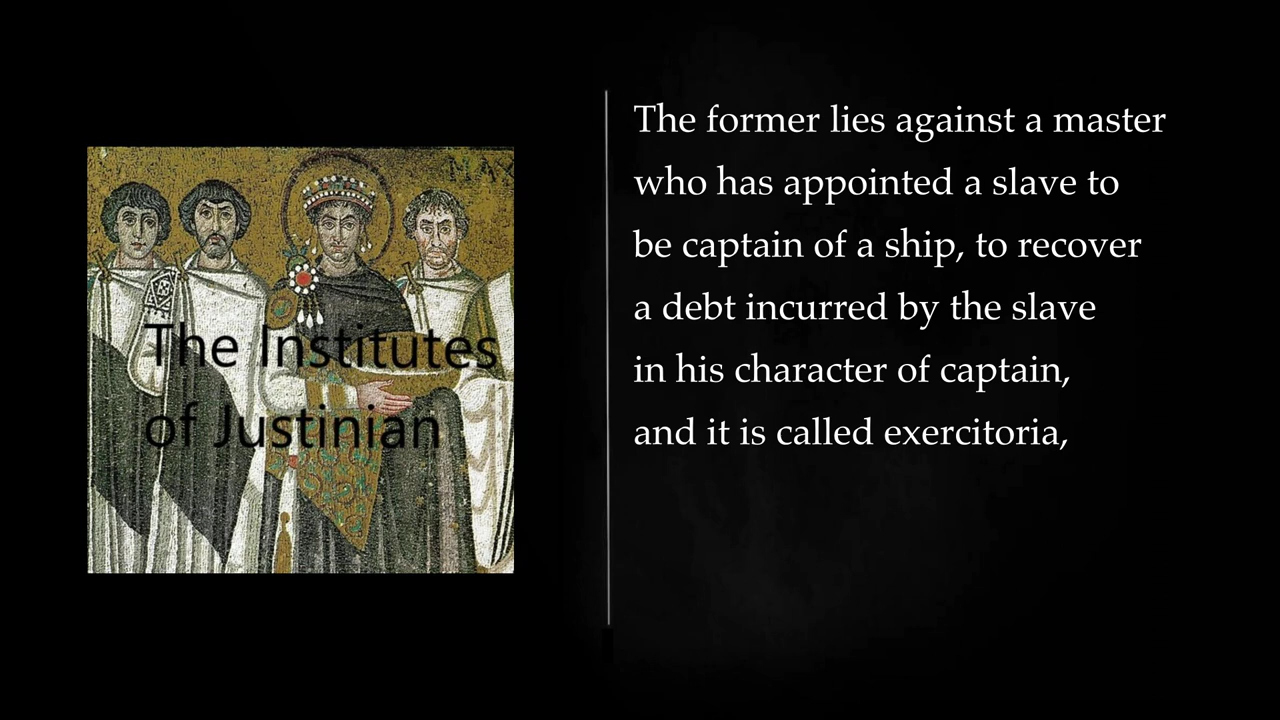 MAX
The Institutes
of Justinian
The former lies against a master
who has appointed a slave to
be captain of a ship, to recover
a debt incurred by the slave
in his character of captain,
and it is called exercitoria,